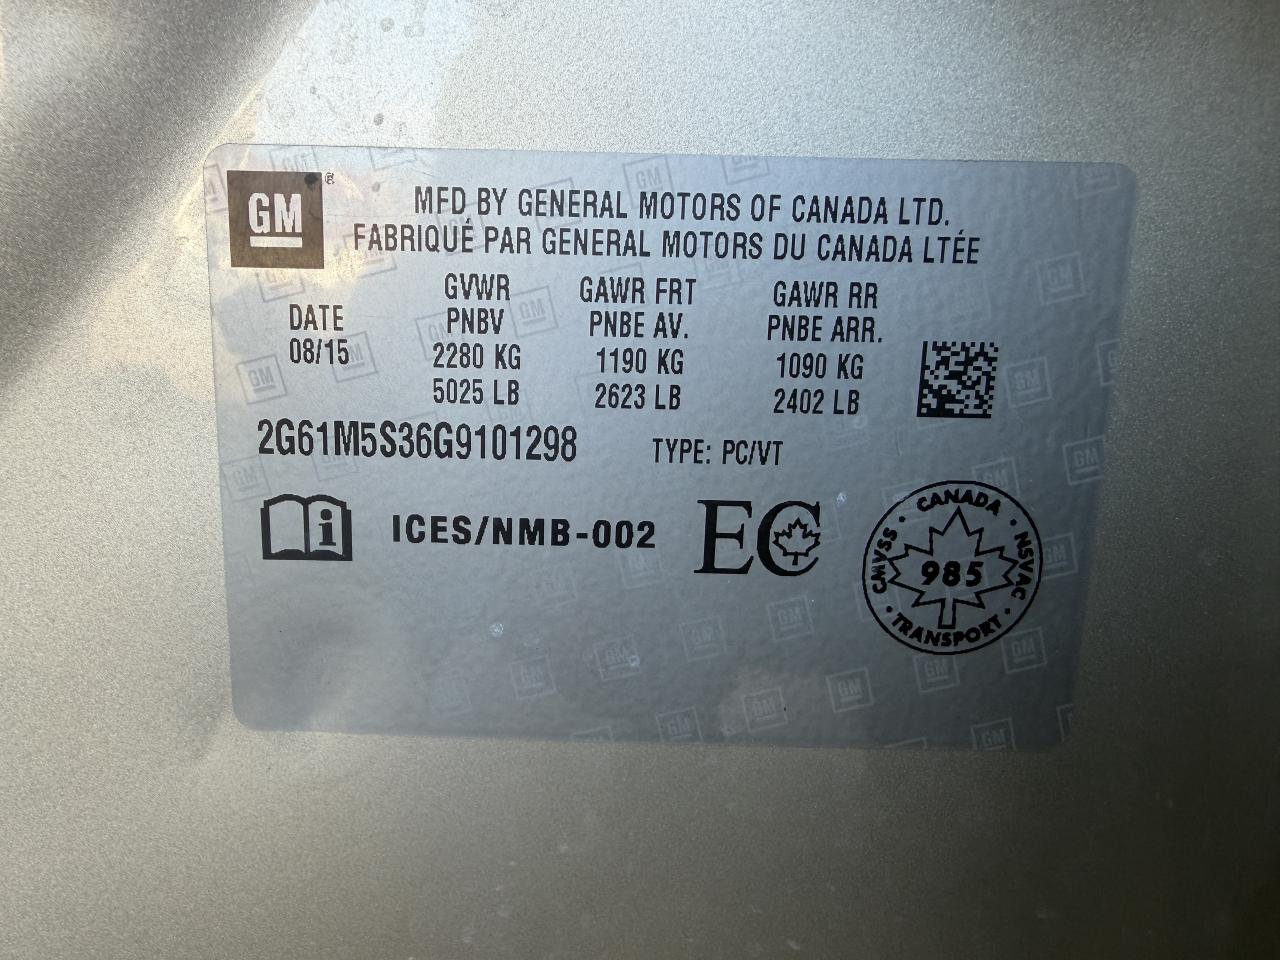 GM®
MFD BY GENERAL MOTORS OF CANADA LTD.
FABRIQUÉ PAR GENERAL MOTORS DU CANADA LTÉE
DATE
08/15
GVWR
PNBV
2280 KG
5025 LB
GAWR FRT
PNBE AV.
1190 KG
2623 LB
GAWR RR
PNBE ARR.
1090 KG
2402 LB
2G61M5S36G9101298
TYPE: PC/VT
i
ICES/NMB-002
EC
CANADA · NSVAC · TRANSPORT · CMVSS ·
985